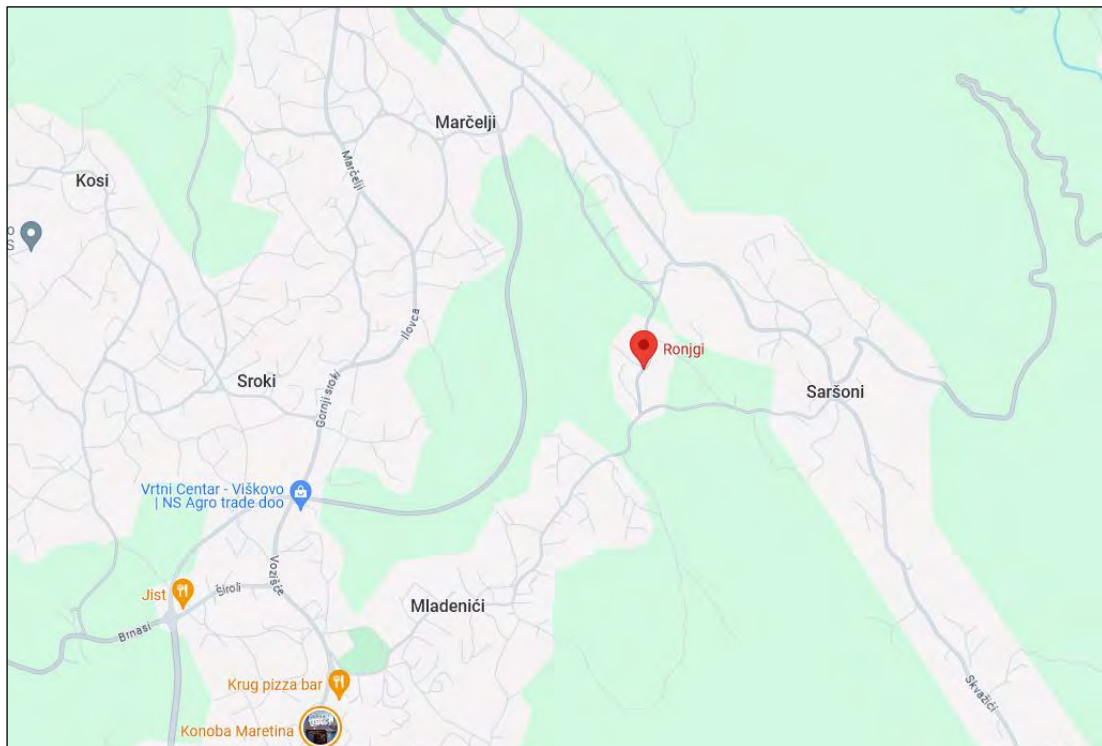 Marčelji
Kosi
Marčelji
o
S
Ilovca
Ronjgi
Sroki
Saršoni
Gornji sroki
Vrtni Centar - Viškovo
| NS Agro trade doo
Vozišće
Široli
Jist
Mladenići
Brnasi
Krug pizza bar
Skvažići
Konoba Maretina